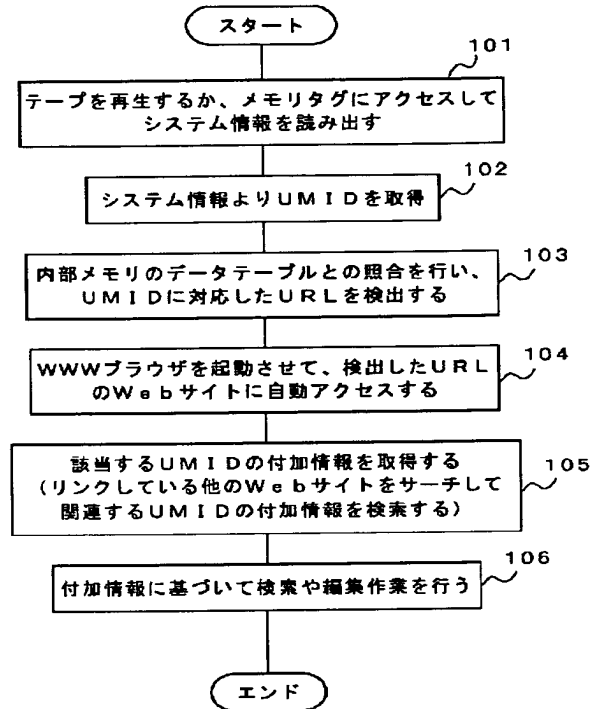 スタート
101
テープを再生するか、メモリタグにアクセスして
システム情報を読み出す
102
システム情報よりＵＭＩＤを取得
103
内部メモリのデータテーブルとの照合を行い、
ＵＭＩＤに対応したＵＲＬを検出する
104
ＷＷＷブラウザを起動させて、検出したＵＲＬ
のＷｅｂサイトに自動アクセスする
105
該当するＵＭＩＤの付加情報を取得する
（リンクしている他のＷｅｂサイトをサーチして
関連するＵＭＩＤの付加情報を検索する）
106
付加情報に基づいて検索や編集作業を行う
エンド